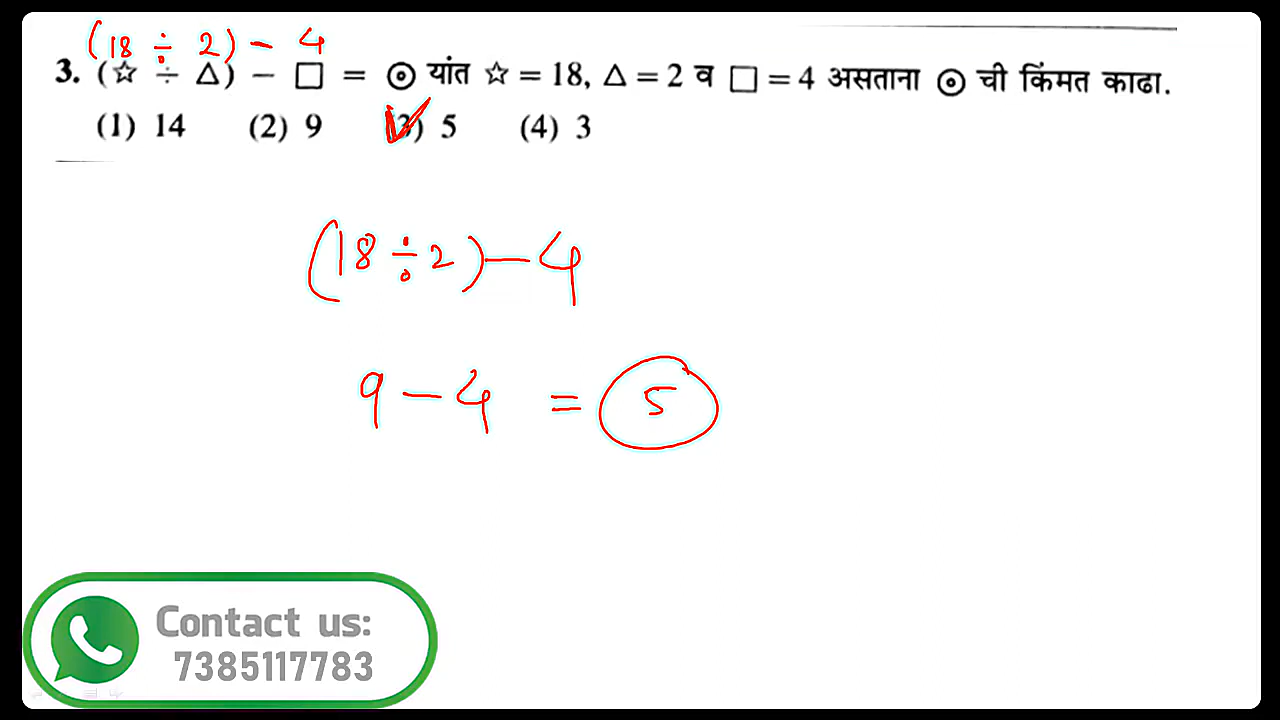 (18 ÷ 2) - 4
3. (☆ ÷ △) − □ = ⊙ यांत ☆ = 18, △ = 2 व □ = 4 असताना ⊙ ची किंमत काढा.
(1) 14 (2) 9 (3) 5 (4) 3
(18 ÷ 2) - 4
9 - 4 = 5
Contact us:
7385117783